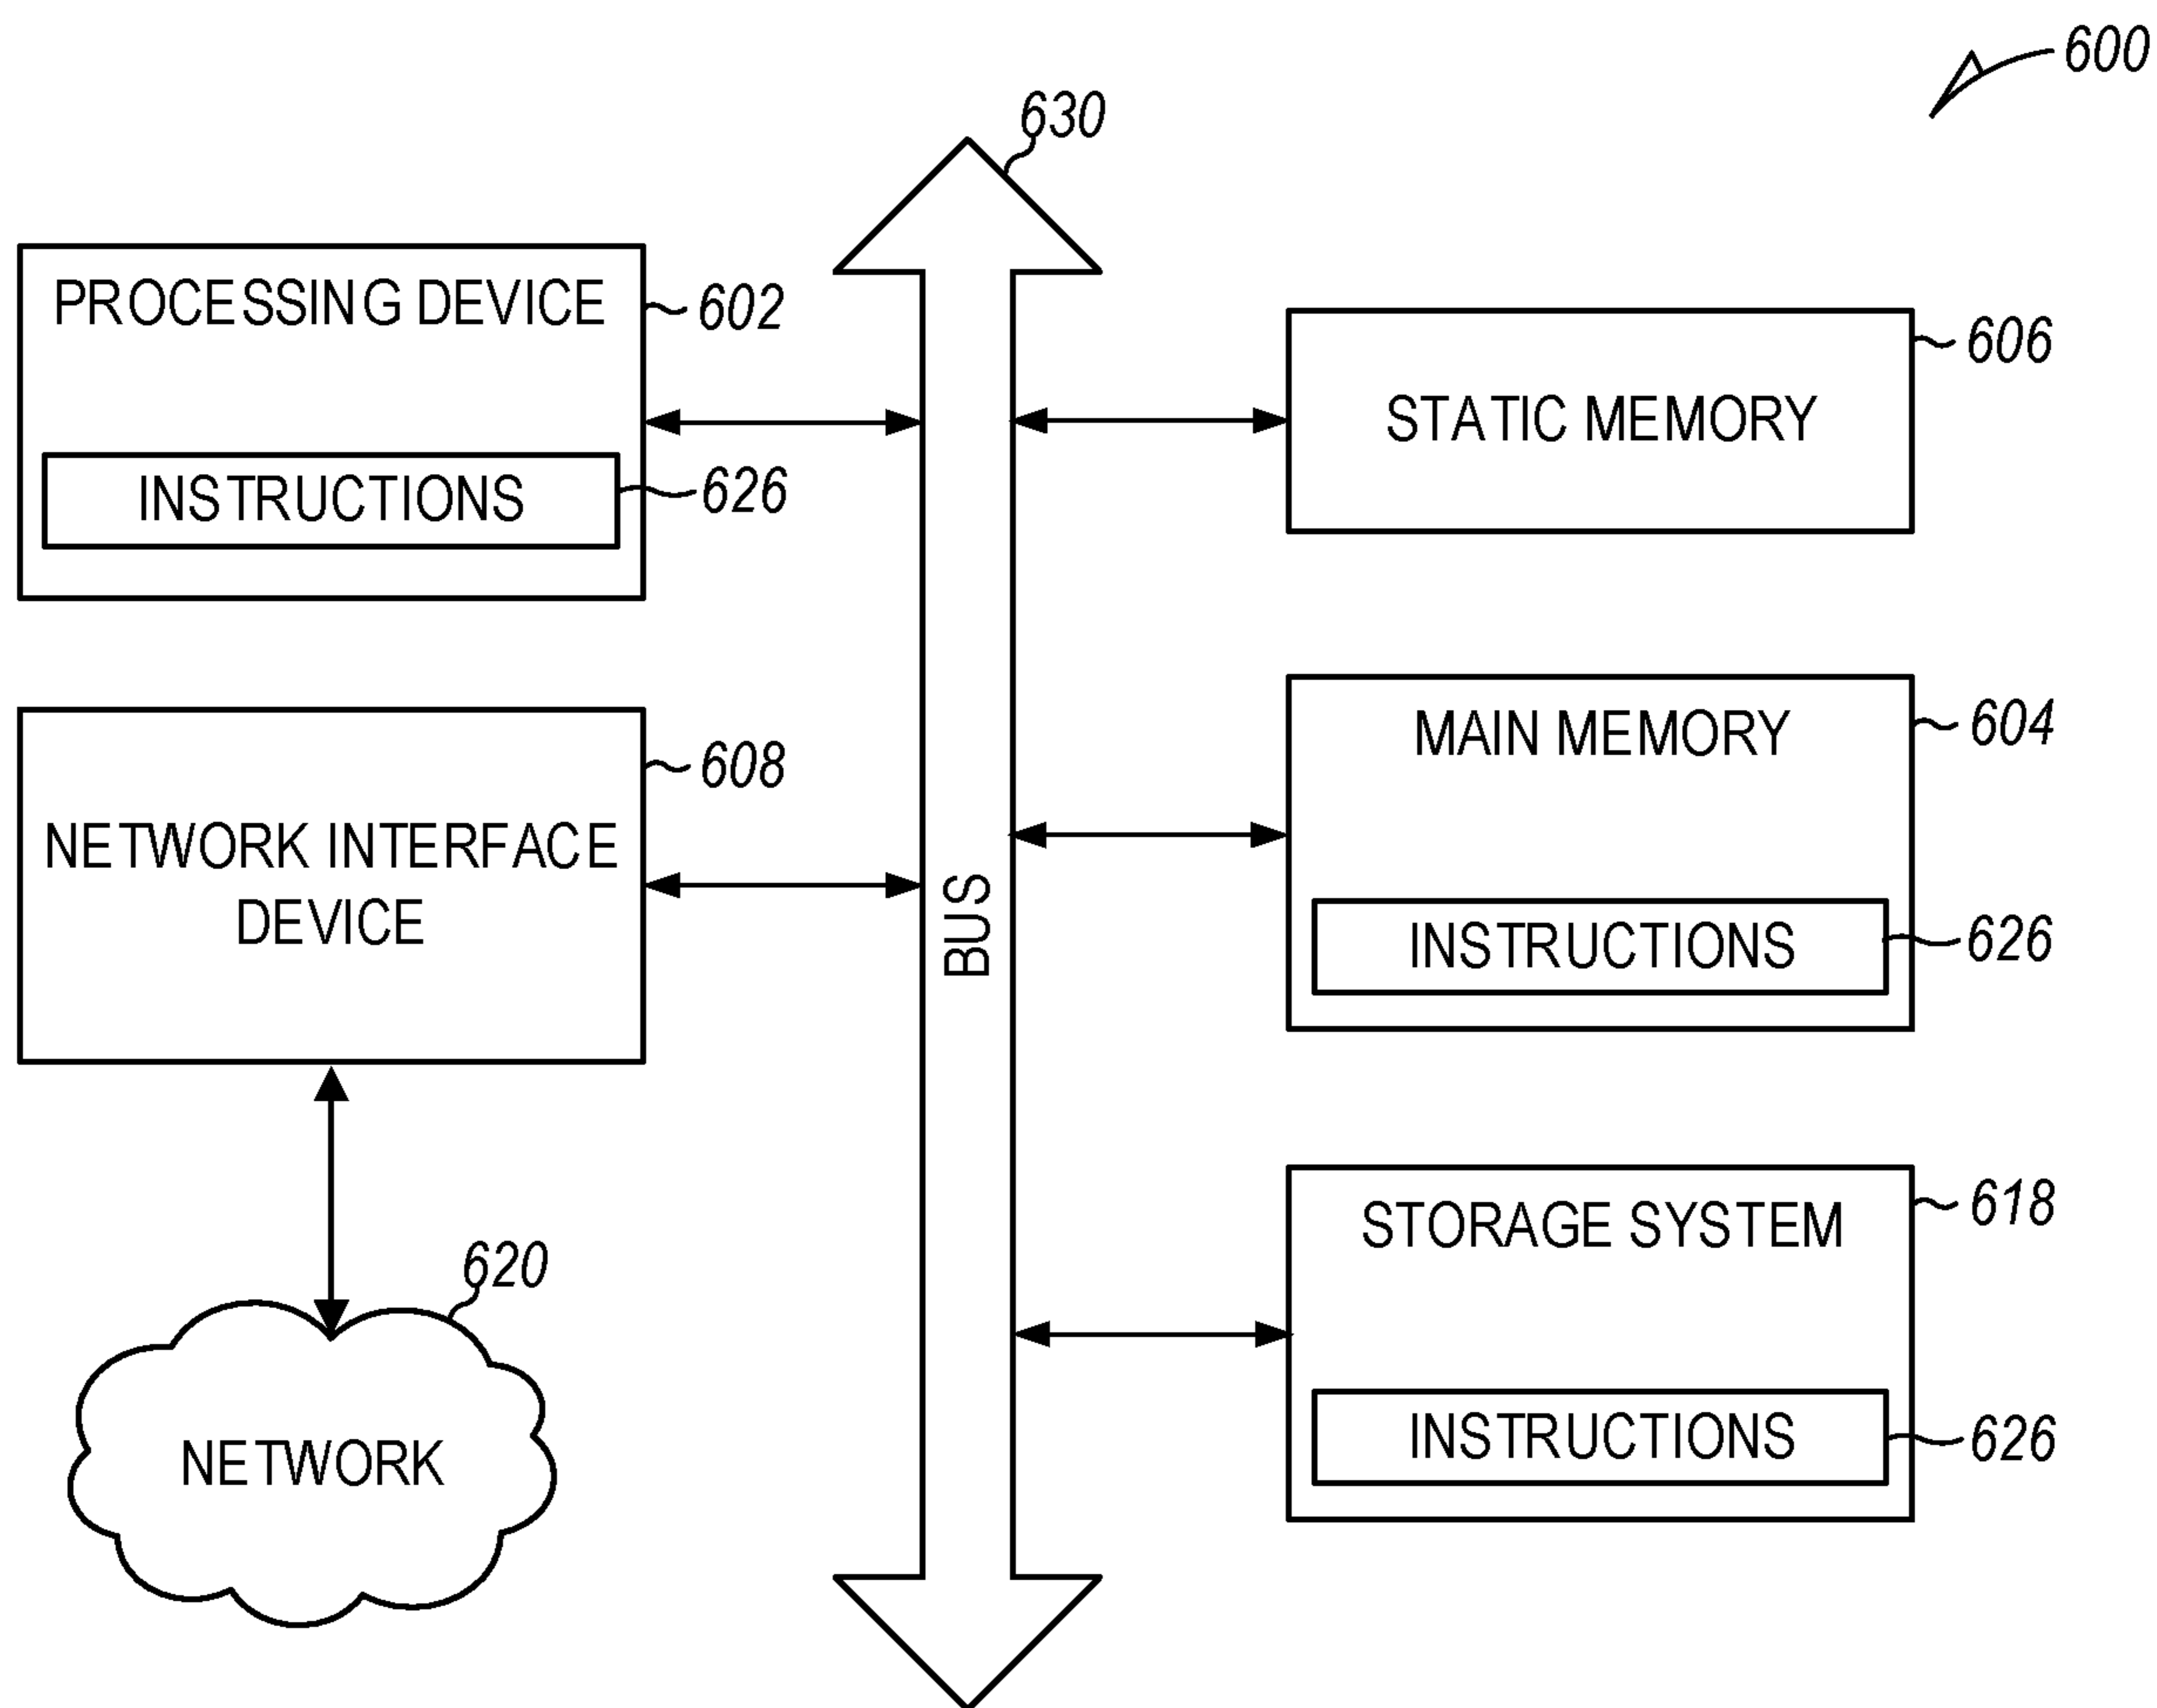 600
630
PROCESSING DEVICE
602
INSTRUCTIONS
626
STATIC MEMORY
606
NETWORK INTERFACE
DEVICE
608
BUS
MAIN MEMORY
604
INSTRUCTIONS
626
STORAGE SYSTEM
618
INSTRUCTIONS
626
620
NETWORK